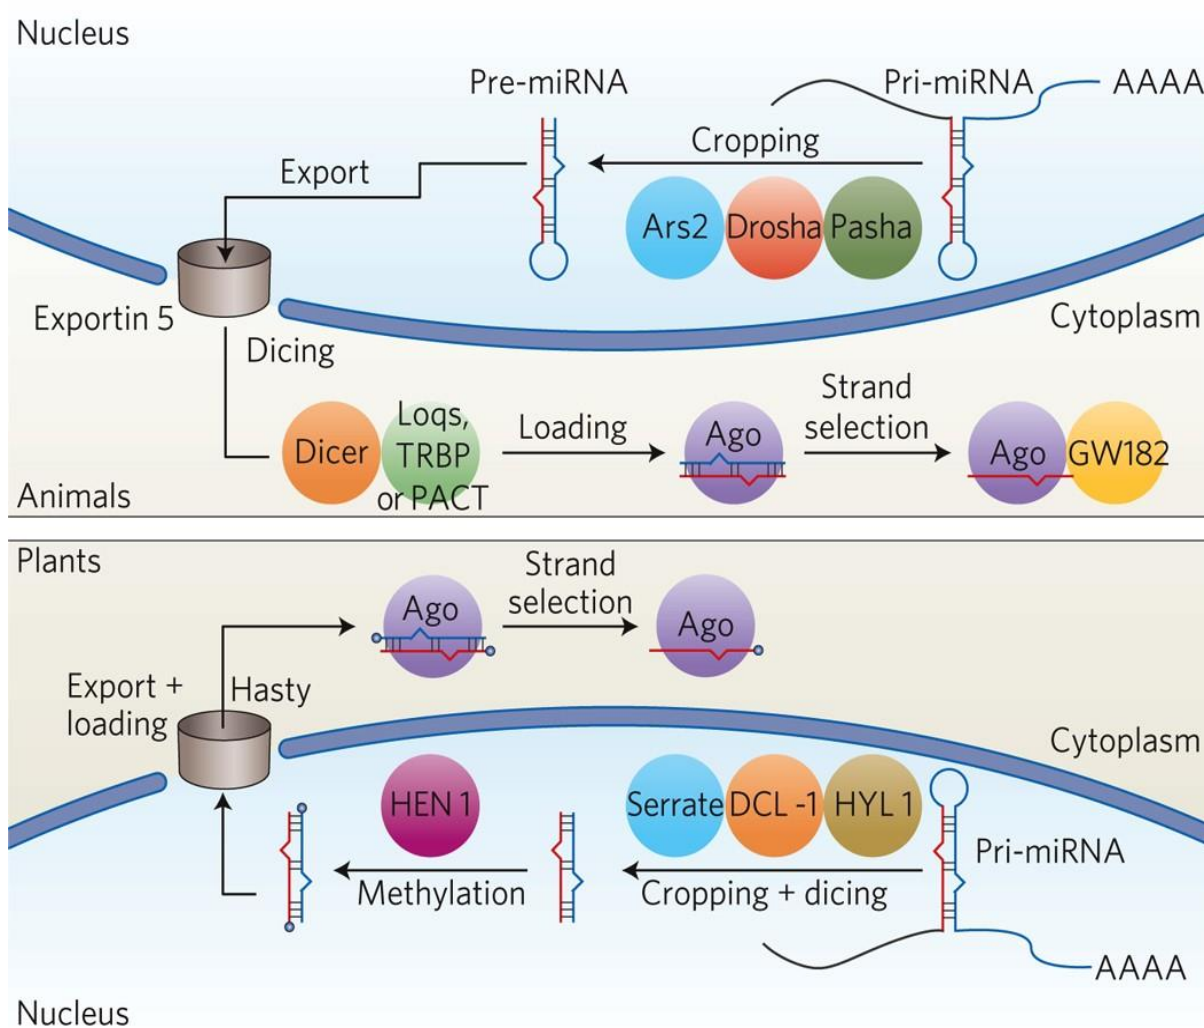 Nucleus
Pre-miRNA
Pri-miRNA
AAAA
Cropping
Export
Ars2
Drosha
Pasha
Exportin 5
Cytoplasm
Dicing
Dicer
Loqs,
TRBP
or PACT
Loading
Ago
Strand
selection
Ago
GW182
Animals
Plants
Ago
Strand
selection
Ago
Export +
loading
Hasty
Cytoplasm
HEN 1
Serrate
DCL -1
HYL 1
Pri-miRNA
Methylation
Cropping + dicing
AAAA
Nucleus